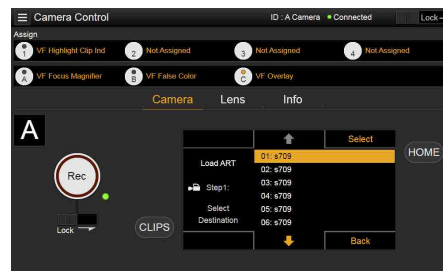 Camera Control
ID : A Camera Connected Lock
Assign
1 VF Highlight Clip Ind 2 Not Assigned 3 Not Assigned 4 Not Assigned
A VF Focus Magnifier B VF False Color C VF Overlay
Camera Lens Info
A
Select
HOME
Load ART
01: s709
02: s709
Rec
Step1:
03: s709
04: s709
Select
05: s709
Destination
06: s709
Lock
CLIPS
Back